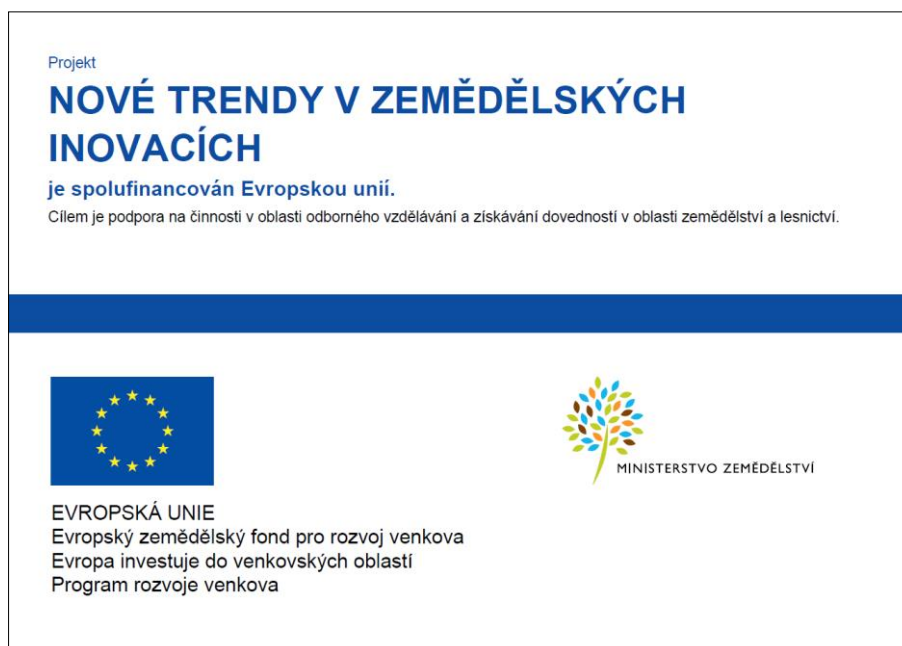 Projekt
NOVÉ TRENDY V ZEMĚDĚLSKÝCH
INOVACÍCH
je spolufinancován Evropskou unií.
Cílem je podpora na činnosti v oblasti odborného vzdělávání a získávání dovedností v oblasti zemědělství a lesnictví.
MINISTERSTVO ZEMĚDĚLSTVÍ
EVROPSKÁ UNIE
Evropský zemědělský fond pro rozvoj venkova
Evropa investuje do venkovských oblastí
Program rozvoje venkova